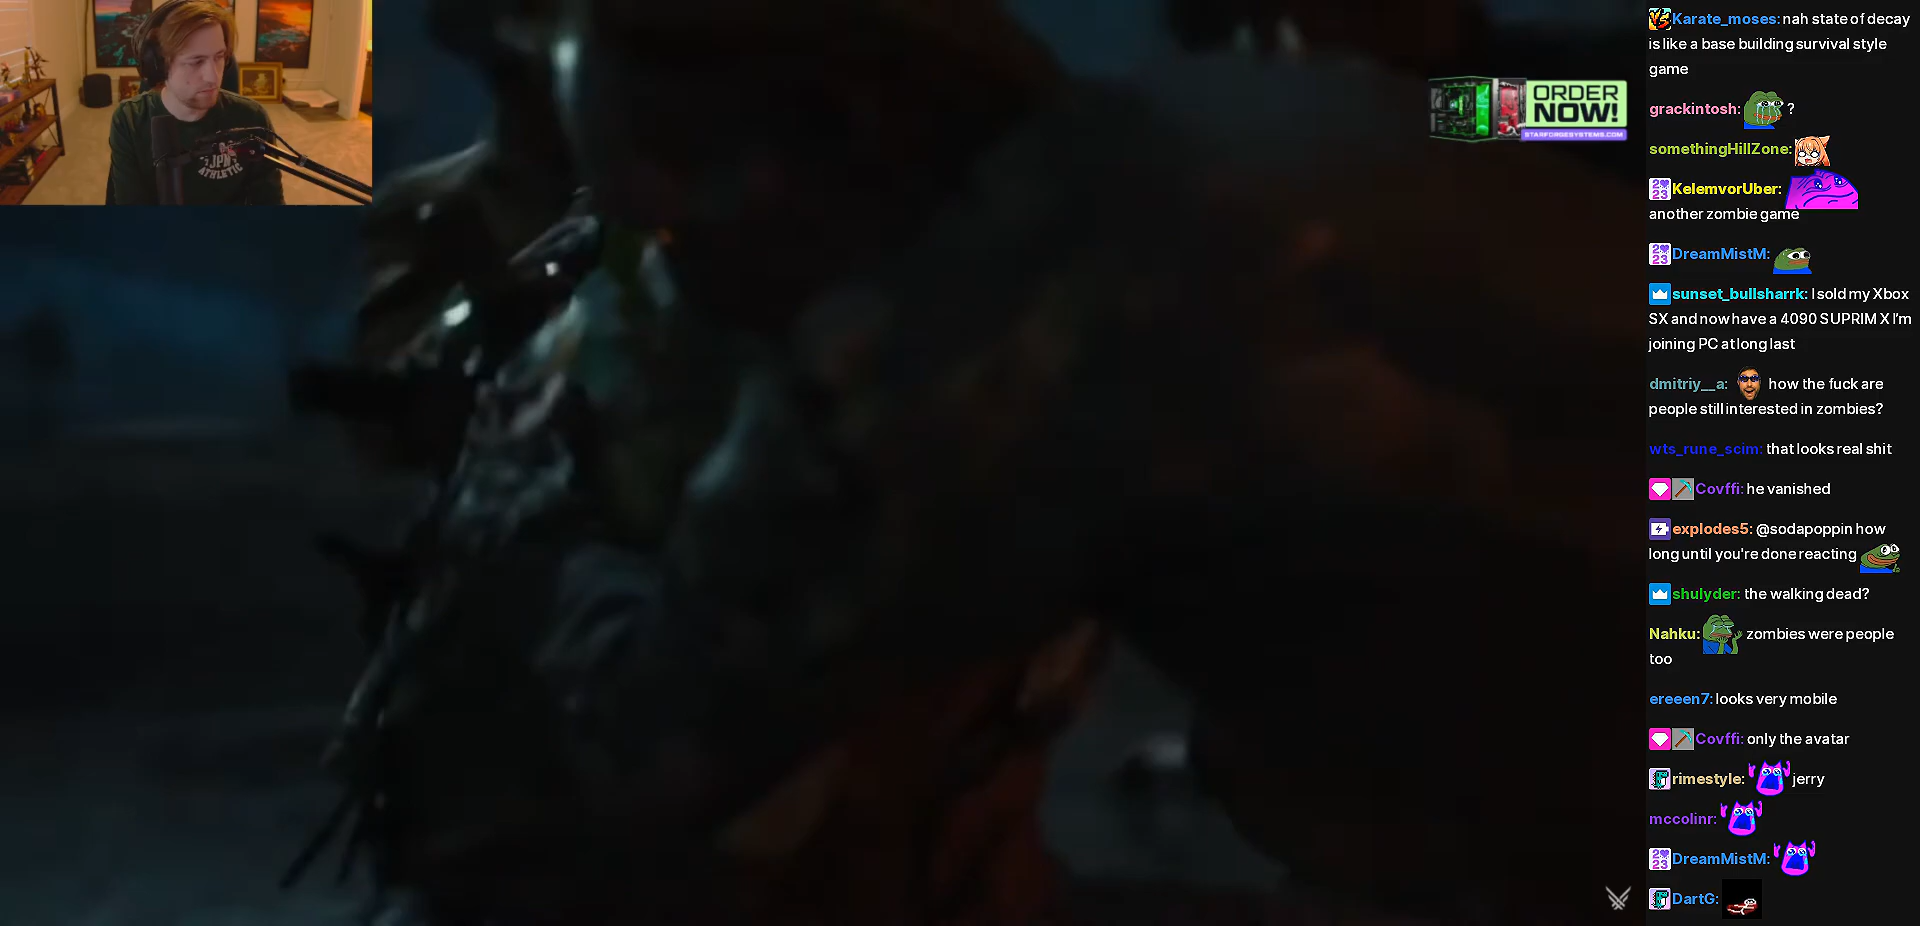 JPN
ATHLETIC
ORDER
NOW!
STARFORGESYSTEMS.COM
Karate_moses: nah state of decay
is like a base building survival style
game
grackintosh: ?
somethingHillZone:
KelemvorUber:
another zombie game
DreamMistM:
sunset_bullsharrk: I sold my Xbox
SX and now have a 4090 SUPRIM X I'm
joining PC at long last
dmitriy__a: how the fuck are
people still interested in zombies?
wts_rune_scim: that looks real shit
Covffi: he vanished
explodes5: @sodapoppin how
long until you're done reacting
shulyder: the walking dead?
Nahku: zombies were people
too
ereeen7: looks very mobile
Covffi: only the avatar
rimestyle: jerry
mccolinr:
DreamMistM:
DartG: